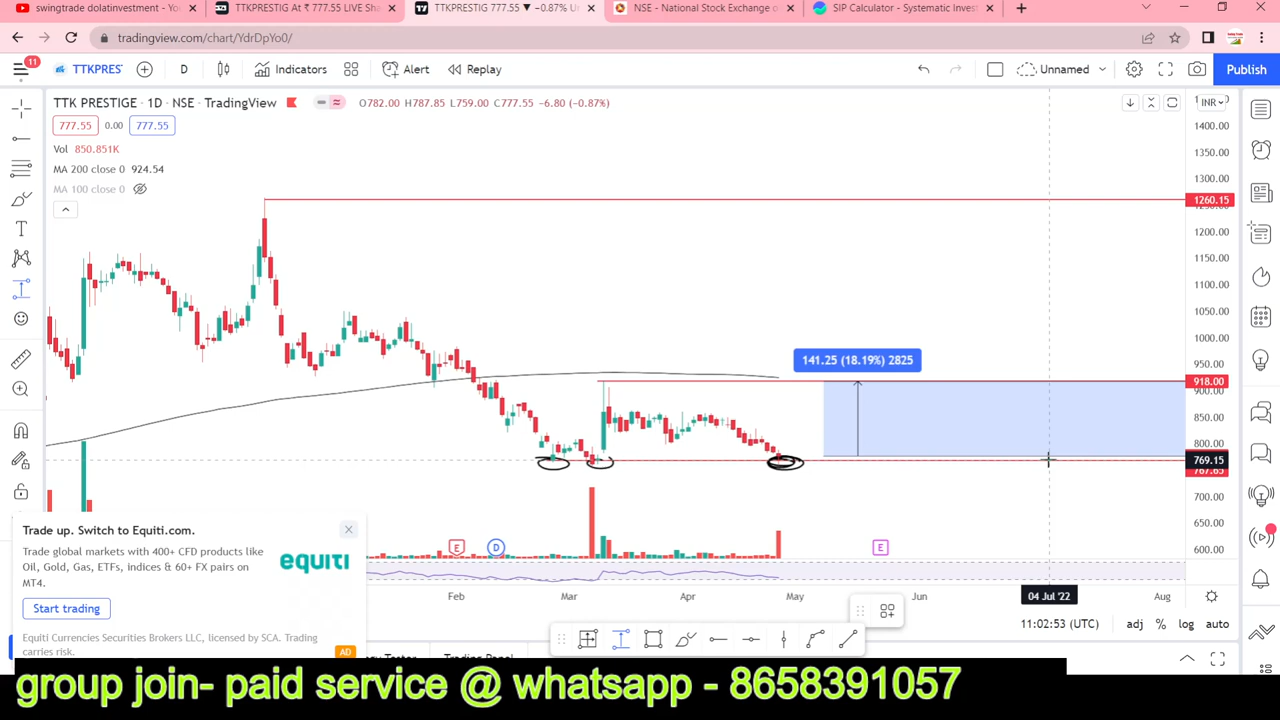 swingtrade dolatinvestment - You
TTKPRESTIG At ₹ 777.55 LIVE Sha
TTKPRESTIG 777.55 ▼ −0.87% Un
NSE - National Stock Exchange o
SIP Calculator - Systematic Invest
tradingview.com/chart/YdrDpYo0/
11
TTKPRES
D
Indicators
Alert
Replay
Unnamed
Publish
TTK PRESTIGE · 1D · NSE · TradingView
O782.00 H787.85 L759.00 C777.55 −6.80 (−0.87%)
INR
777.55 0.00 777.55
Vol 850.851K
MA 200 close 0 924.54
MA 100 close 0
1400.00
1350.00
1300.00
1260.15
1200.00
1150.00
1100.00
1050.00
1000.00
950.00
141.25 (18.19%) 2825
918.00
900.00
850.00
800.00
769.15
700.00
650.00
600.00
Trade up. Switch to Equiti.com.
Trade global markets with 400+ CFD products like
Oil, Gold, Gas, ETFs, indices & 60+ FX pairs on
MT4.
equiti
Start trading
Equiti Currencies Securities Brokers LLC, licensed by SCA. Trading
carries risk.
AD
E
D
E
Feb
Mar
Apr
May
Jun
04 Jul '22
Aug
11:02:53 (UTC)
adj
%
log
auto
Trading Panel
group join- paid service @ whatsapp - 8658391057